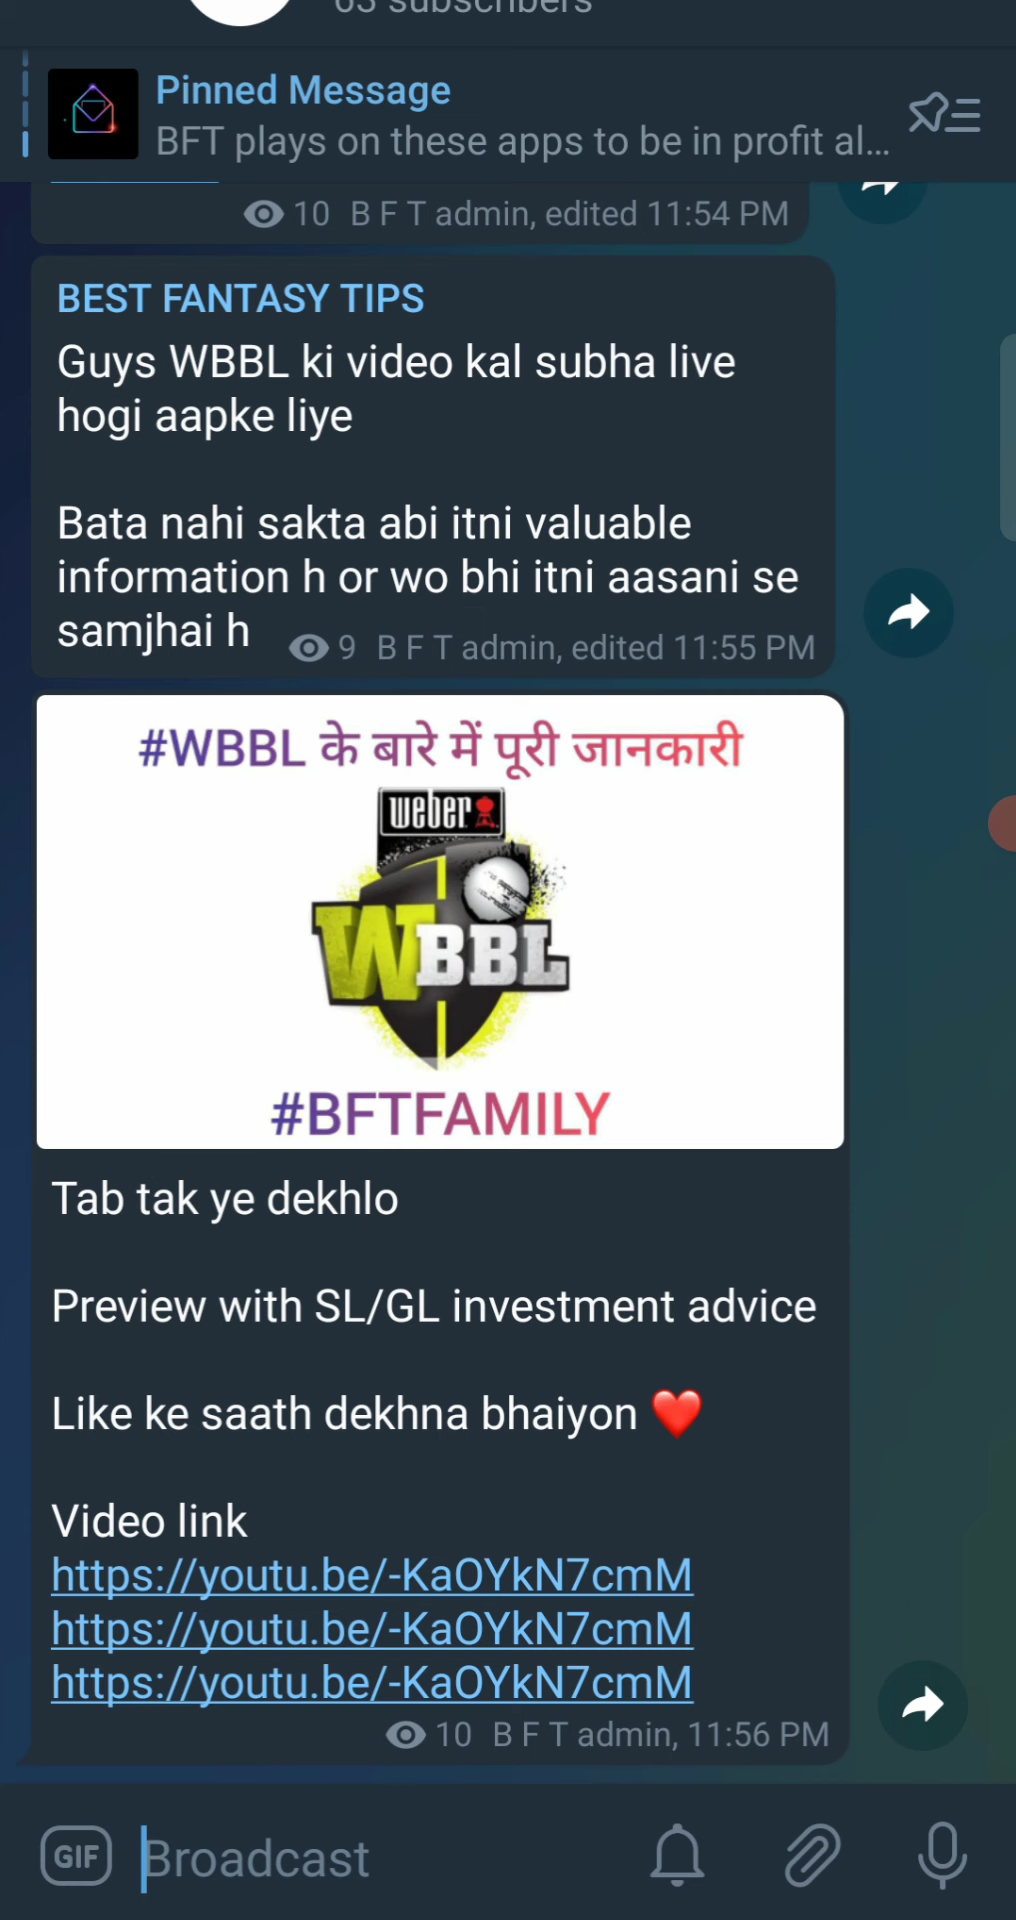 63 subscribers
Pinned Message
BFT plays on these apps to be in profit al...
10 B F T admin, edited 11:54 PM
BEST FANTASY TIPS
Guys WBBL ki video kal subha live
hogi aapke liye
Bata nahi sakta abi itni valuable
information h or wo bhi itni aasani se
samjhai h
9 B F T admin, edited 11:55 PM
#WBBL के बारे में पूरी जानकारी
weber
WBBL
#BFTFAMILY
Tab tak ye dekhlo
Preview with SL/GL investment advice
Like ke saath dekhna bhaiyon ❤️
Video link
https://youtu.be/-KaOYkN7cmM
https://youtu.be/-KaOYkN7cmM
https://youtu.be/-KaOYkN7cmM
10 B F T admin, 11:56 PM
GIF Broadcast